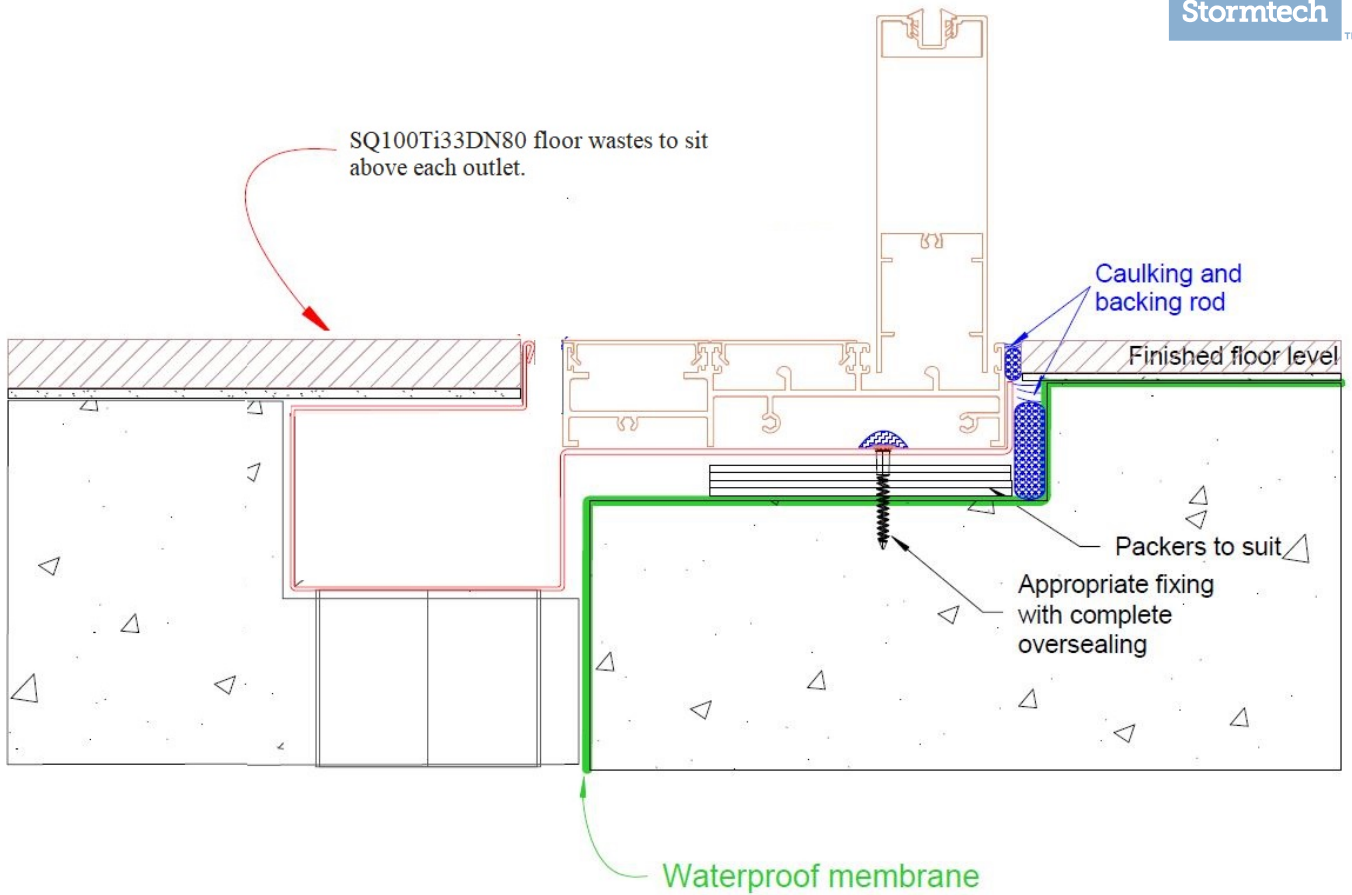 Stormtech
SQ100Ti33DN80 floor wastes to sit
above each outlet.
Caulking and
backing rod
Finished floor level
Packers to suit
Appropriate fixing
with complete
oversealing
Waterproof membrane